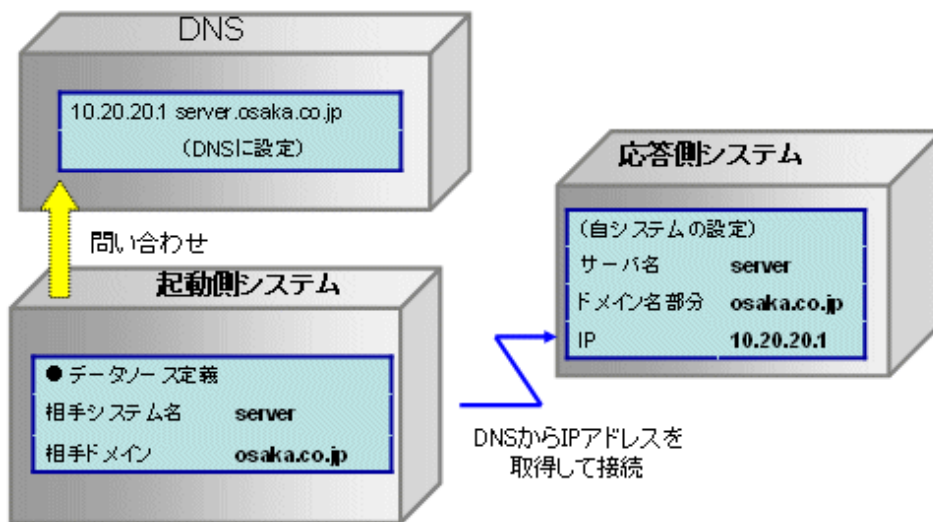 DNS
10.20.20.1 server.osaka.co.jp
(DNSに設定)
問い合わせ
起動側システム
●データソース定義
相手システム名 server
相手ドメイン osaka.co.jp
DNSからIPアドレスを
取得して接続
応答側システム
(自システムの設定)
サーバ名 server
ドメイン名部分 osaka.co.jp
IP 10.20.20.1